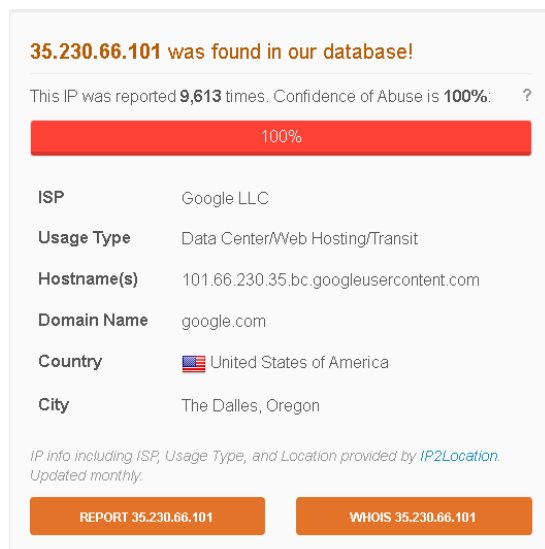 35.230.66.101 was found in our database!
This IP was reported 9,613 times. Confidence of Abuse is 100%: ?
100%
ISP Google LLC
Usage Type Data Center/Web Hosting/Transit
Hostname(s) 101.66.230.35.bc.googleusercontent.com
Domain Name google.com
Country United States of America
City The Dalles, Oregon
IP info including ISP, Usage Type, and Location provided by IP2Location.
Updated monthly.
REPORT 35.230.66.101 WHOIS 35.230.66.101